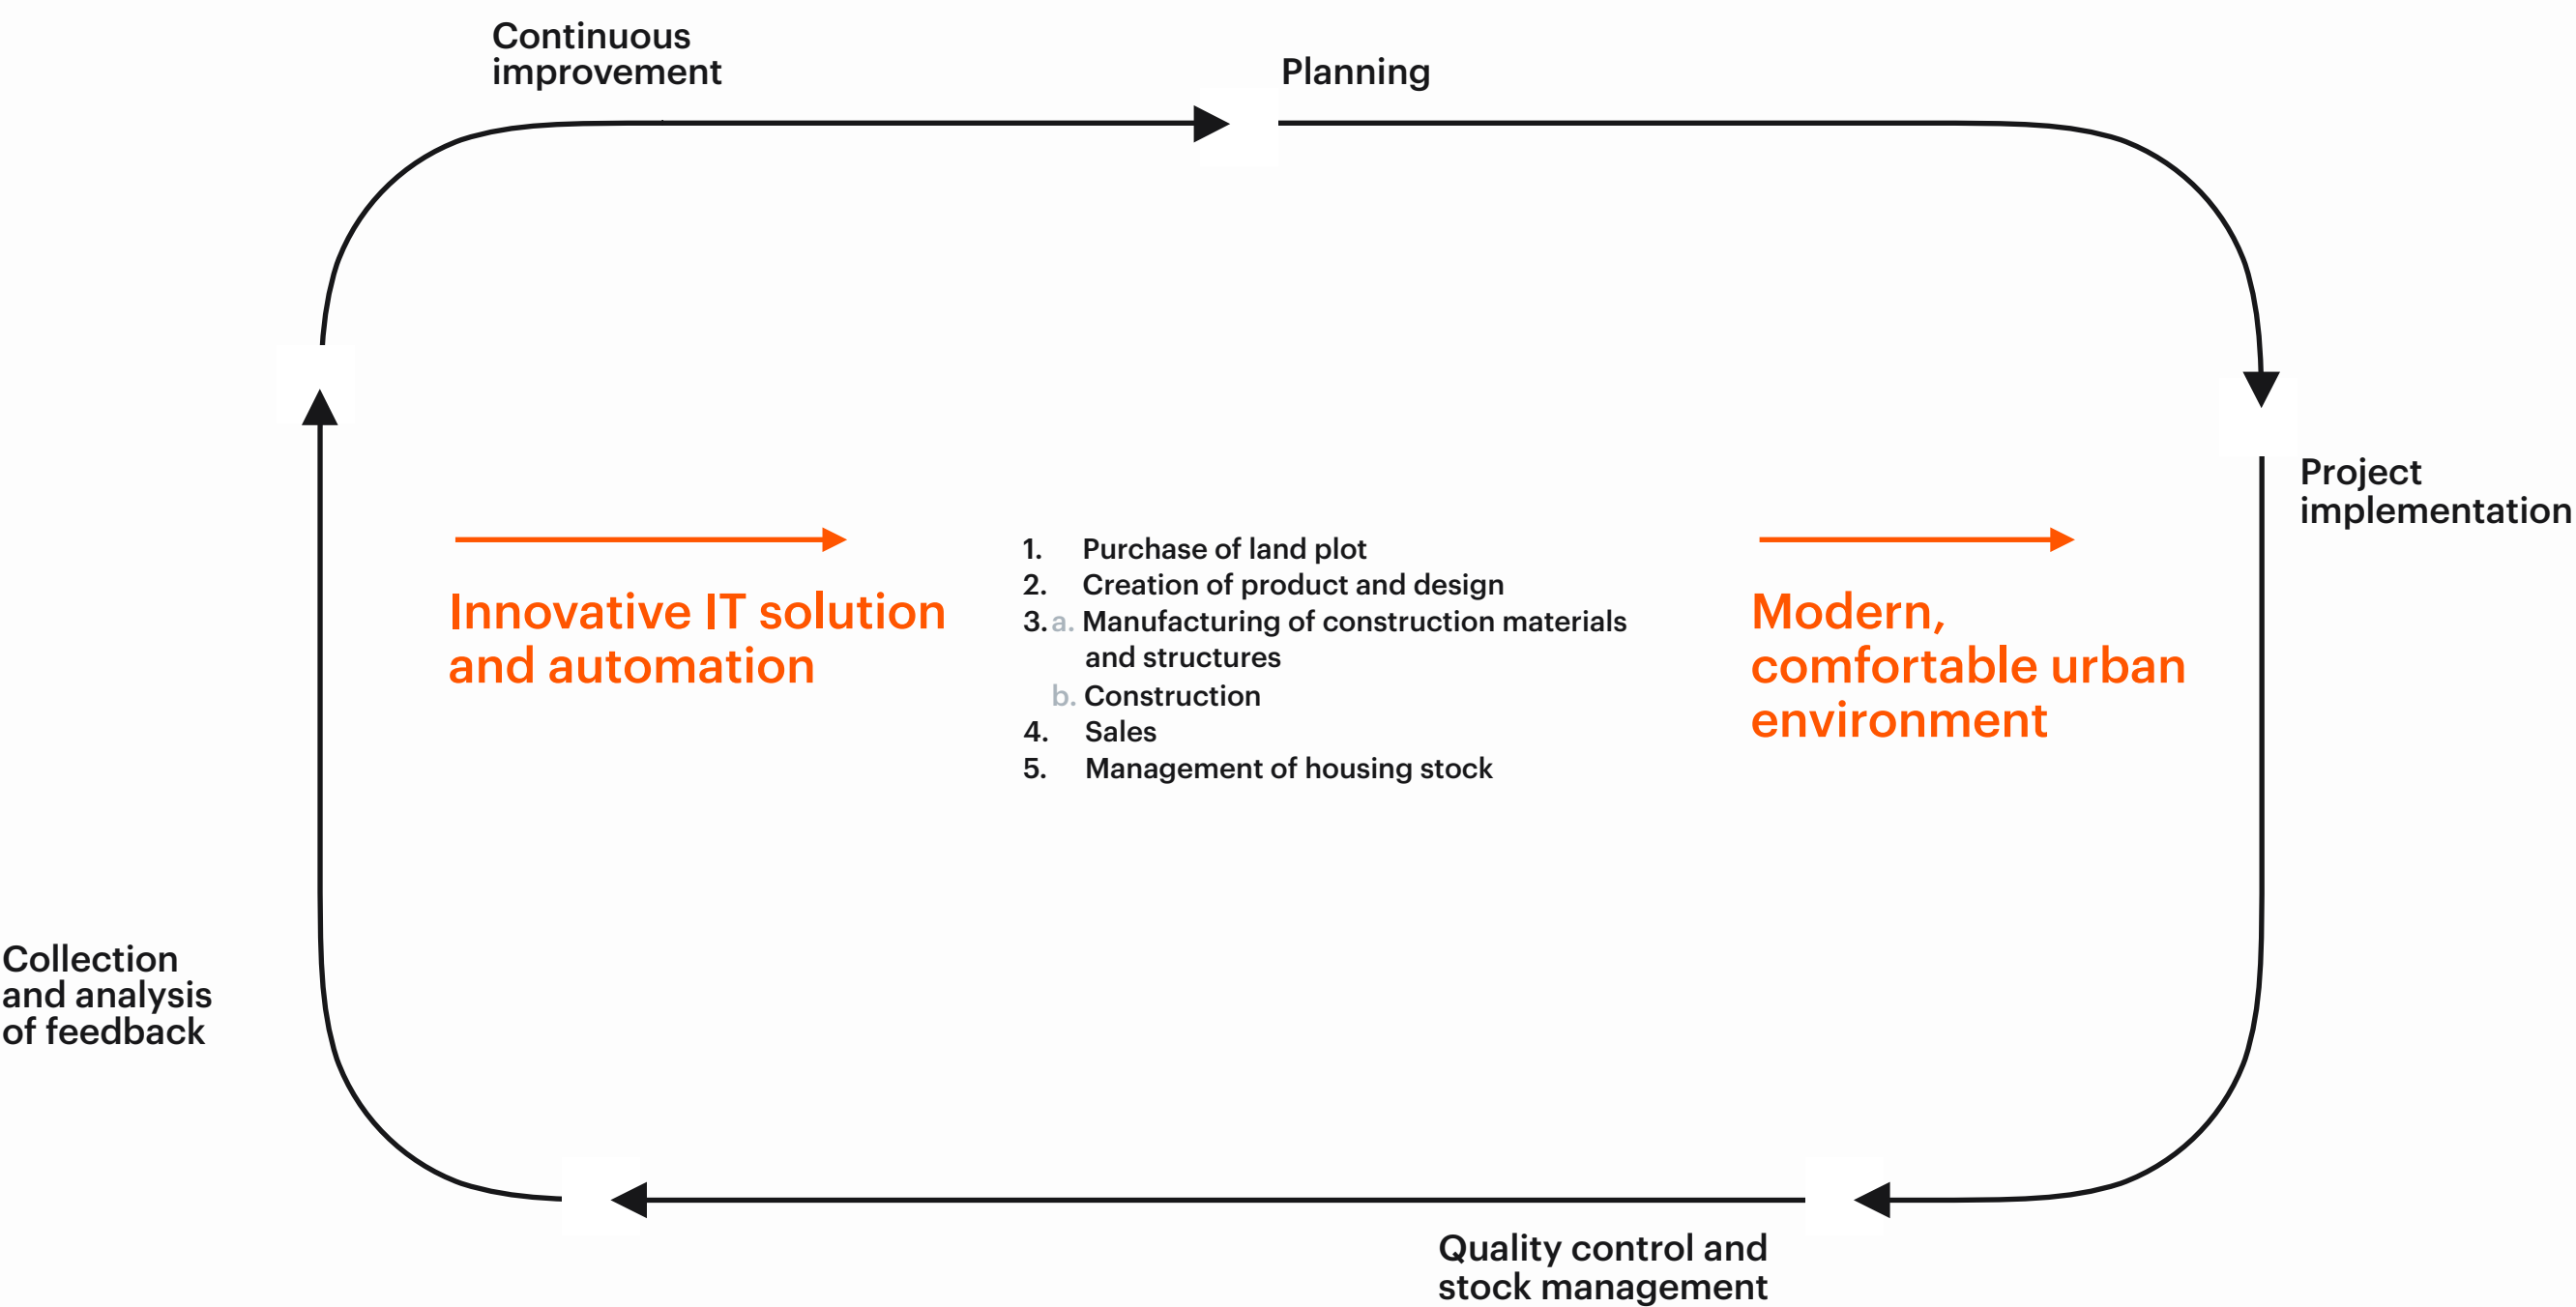 Continuous
improvement
Planning
Project
implementation
Innovative IT solution
and automation
1. Purchase of land plot
2. Creation of product and design
3. a. Manufacturing of construction materials
and structures
b. Construction
4. Sales
5. Management of housing stock
Modern,
comfortable urban
environment
Collection
and analysis
of feedback
Quality control and
stock management